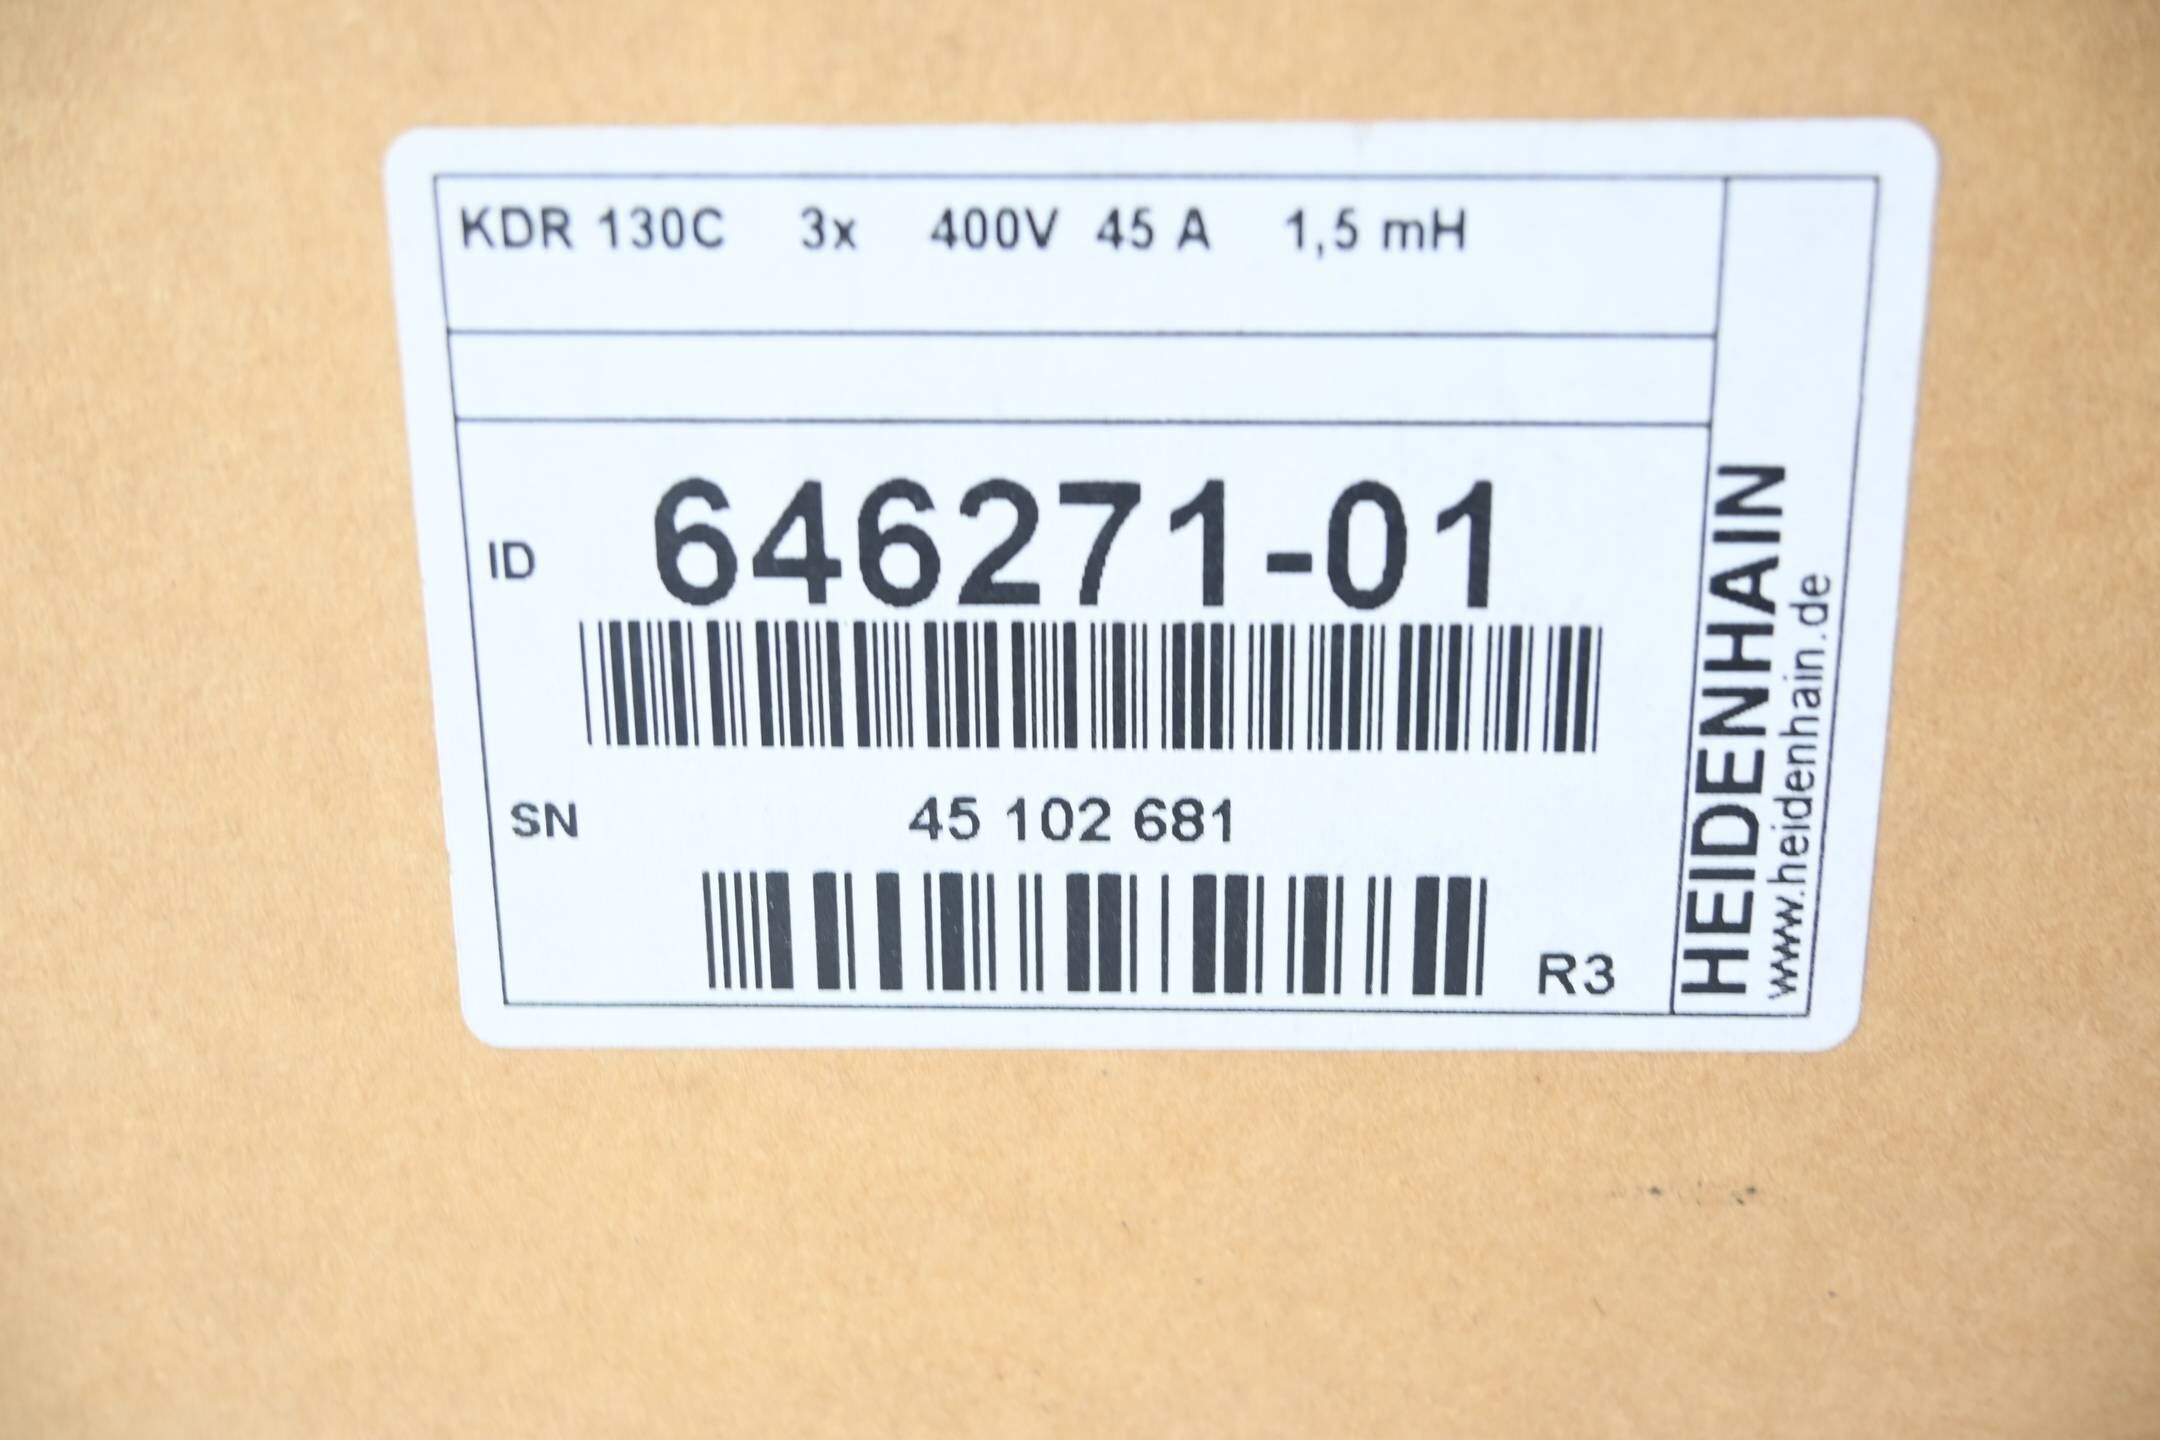 KDR 130C 3x 400V 45 A 1,5 mH
ID 646271-01
SN 45 102 681
R3
HEIDENHAIN
www.heidenhain.de